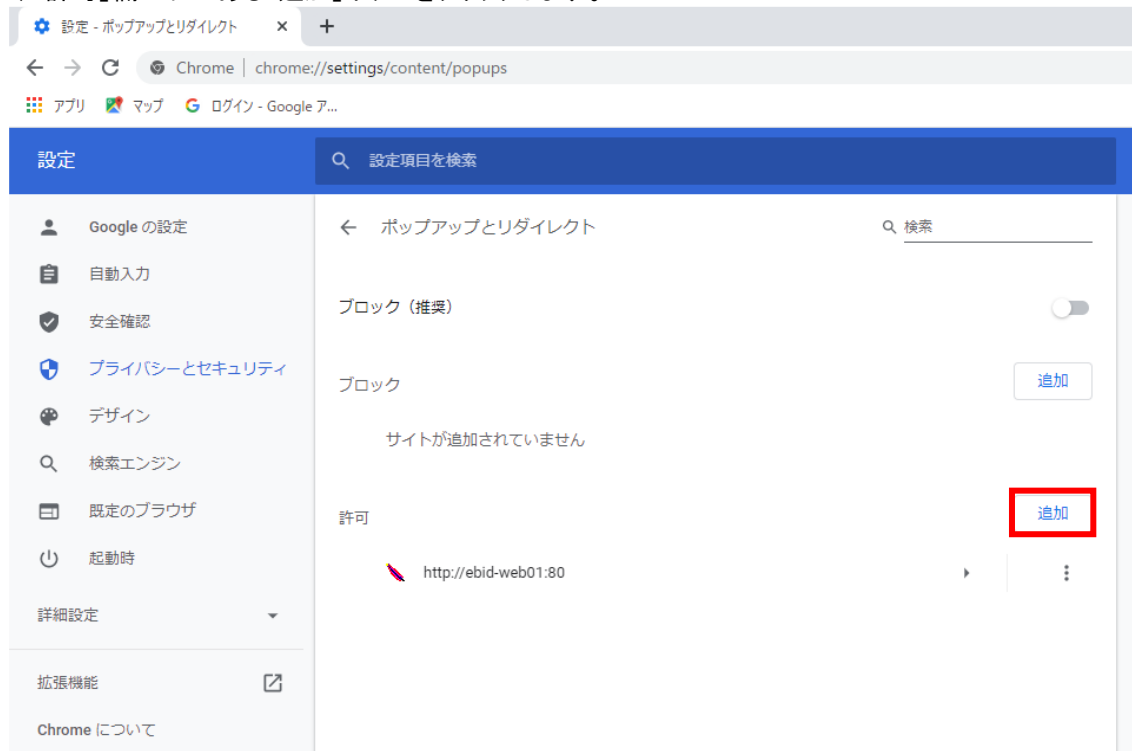 設定 - ポップアップとリダイレクト
Chrome | chrome://settings/content/popups
アプリ マップ ログイン - Google ア...
設定
設定項目を検索
Google の設定
自動入力
安全確認
プライバシーとセキュリティ
デザイン
検索エンジン
既定のブラウザ
起動時
詳細設定
拡張機能
Chrome について
ポップアップとリダイレクト
検索
ブロック（推奨）
ブロック
追加
サイトが追加されていません
許可
追加
http://ebid-web01:80